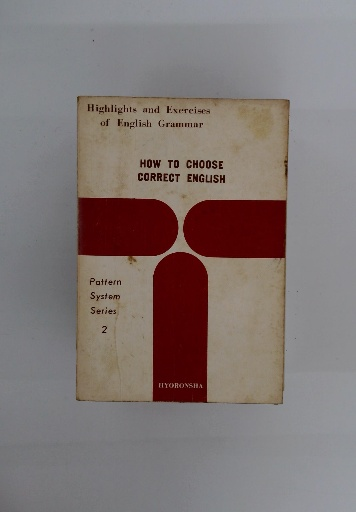 Highlights and Exercises
of English Grammar
HOW TO CHOOSE
CORRECT ENGLISH
Pattern
System
Series
2
HYORONSHA